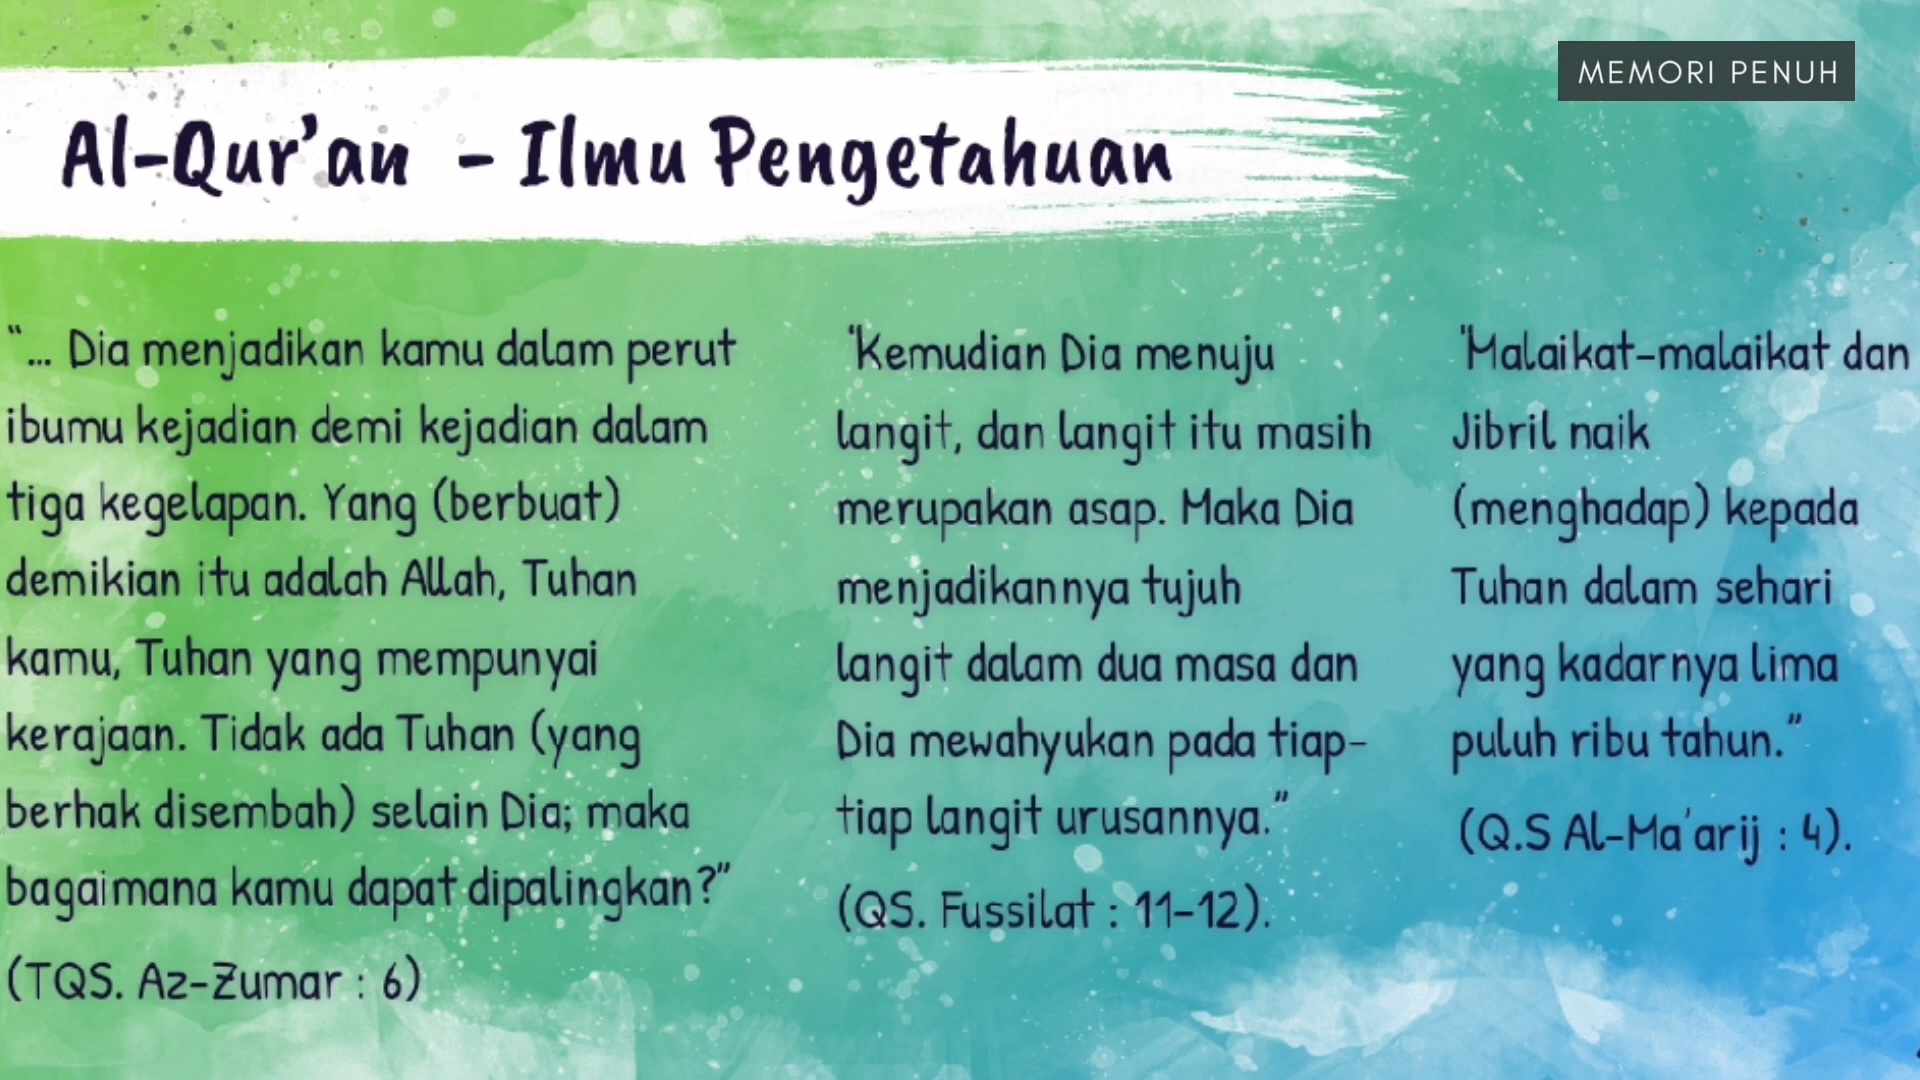 MEMORI PENUH
Al-Qur’an - Ilmu Pengetahuan
“... Dia menjadikan kamu dalam perut
ibumu kejadian demi kejadian dalam
tiga kegelapan. Yang (berbuat)
demikian itu adalah Allah, Tuhan
kamu, Tuhan yang mempunyai
kerajaan. Tidak ada Tuhan (yang
berhak disembah) selain Dia; maka
bagaimana kamu dapat dipalingkan?”
(TQS. Az-Zumar : 6)
“Kemudian Dia menuju
langit, dan langit itu masih
merupakan asap. Maka Dia
menjadikannya tujuh
langit dalam dua masa dan
Dia mewahyukan pada tiap-
tiap langit urusannya.”
(QS. Fussilat : 11-12).
“Malaikat-malaikat dan
Jibril naik
(menghadap) kepada
Tuhan dalam sehari
yang kadarnya lima
puluh ribu tahun.”
(Q.S Al-Ma’arij : 4).